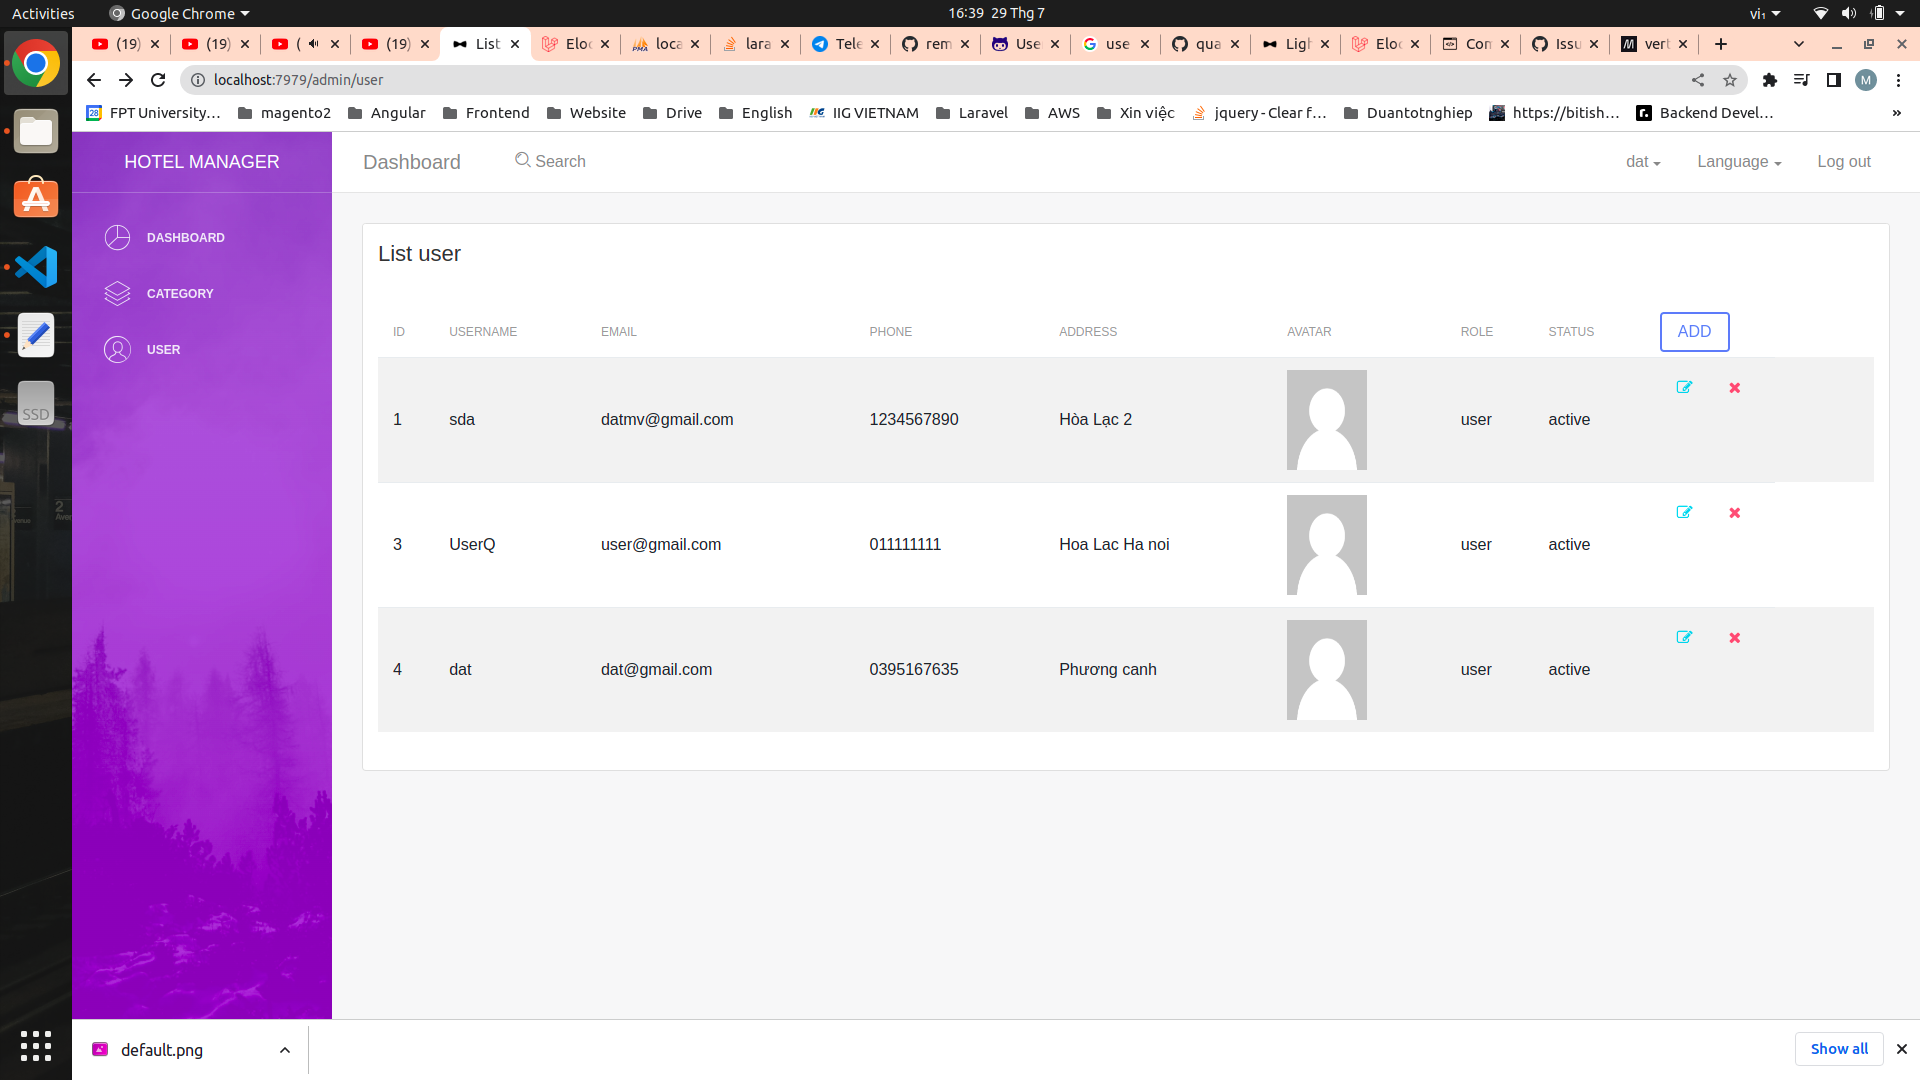 Activities
Google Chrome
16:39 29 Thg 7
vi₁
(19)
(19)
(
(19)
List
Eloc
loca
lara
Tele
rem
Use
use
qua
Ligh
Eloc
Con
Issu
vert
localhost:7979/admin/user
M
FPT University…
magento2
Angular
Frontend
Website
Drive
English
IIG VIETNAM
Laravel
AWS
Xin việc
jquery - Clear f…
Duantotnghiep
https://bitish…
Backend Devel…
»
HOTEL MANAGER
Dashboard
Search
dat
Language
Log out
DASHBOARD
CATEGORY
USER
List user
ID USERNAME EMAIL PHONE ADDRESS AVATAR ROLE STATUS ADD
1 sda datmv@gmail.com 1234567890 Hòa Lạc 2 user active
3 UserQ user@gmail.com 011111111 Hoa Lac Ha noi user active
4 dat dat@gmail.com 0395167635 Phương canh user active
SSD
default.png
Show all